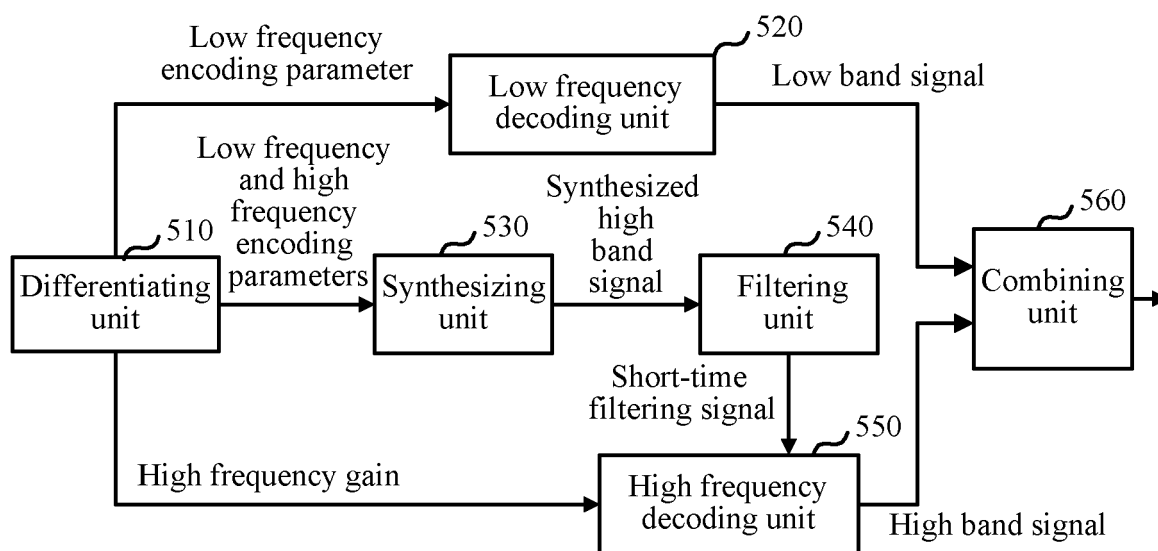 Low frequency
encoding parameter
520
Low frequency
decoding unit
Low band signal
Low frequency
and high
frequency
encoding
parameters
510
Differentiating
unit
530
Synthesizing
unit
Synthesized
high
band
signal
540
Filtering
unit
560
Combining
unit
Short-time
filtering signal
550
High frequency gain
High frequency
decoding unit
High band signal